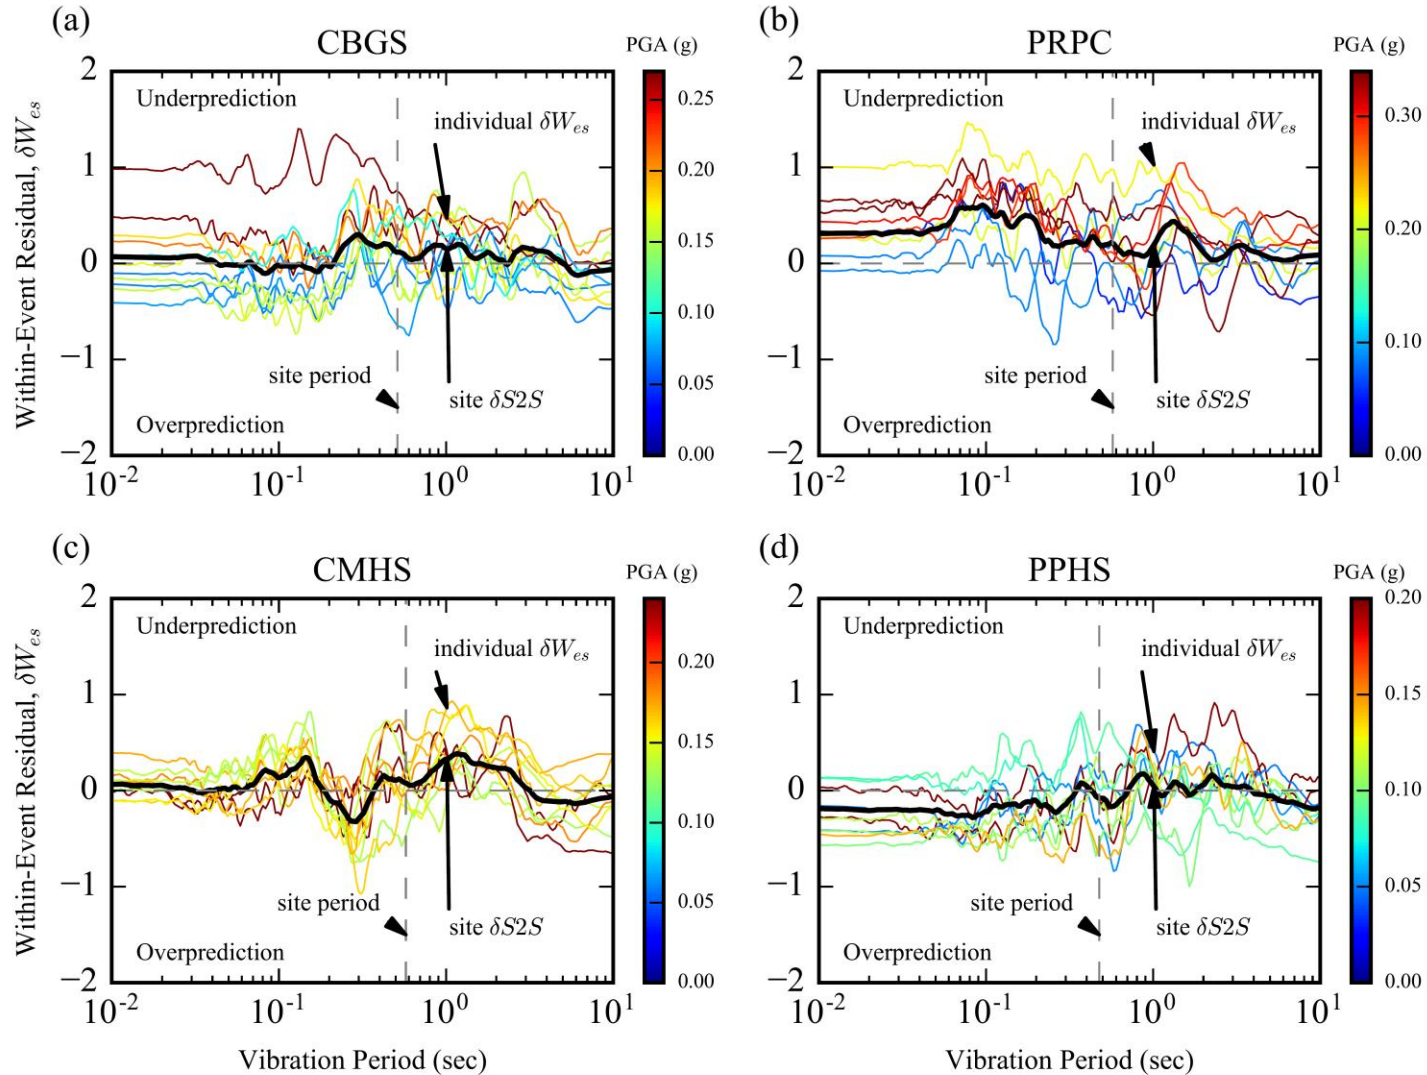 (a)
CBGS
PGA (g)
Within-Event Residual, δW_es
2
1
0
−1
−2
Underprediction
individual δW_es
site period
site δS2S
Overprediction
10^-2 10^-1 10^0 10^1
0.25
0.20
0.15
0.10
0.05
0.00
(b)
PRPC
PGA (g)
2
1
0
−1
−2
Underprediction
individual δW_es
site period
site δS2S
Overprediction
10^-2 10^-1 10^0 10^1
0.30
0.20
0.10
0.00
(c)
CMHS
PGA (g)
Within-Event Residual, δW_es
2
1
0
−1
−2
Underprediction
individual δW_es
site period
site δS2S
Overprediction
10^-2 10^-1 10^0 10^1
Vibration Period (sec)
0.20
0.15
0.10
0.05
0.00
(d)
PPHS
PGA (g)
2
1
0
−1
−2
Underprediction
individual δW_es
site period
site δS2S
Overprediction
10^-2 10^-1 10^0 10^1
Vibration Period (sec)
0.20
0.15
0.10
0.05
0.00